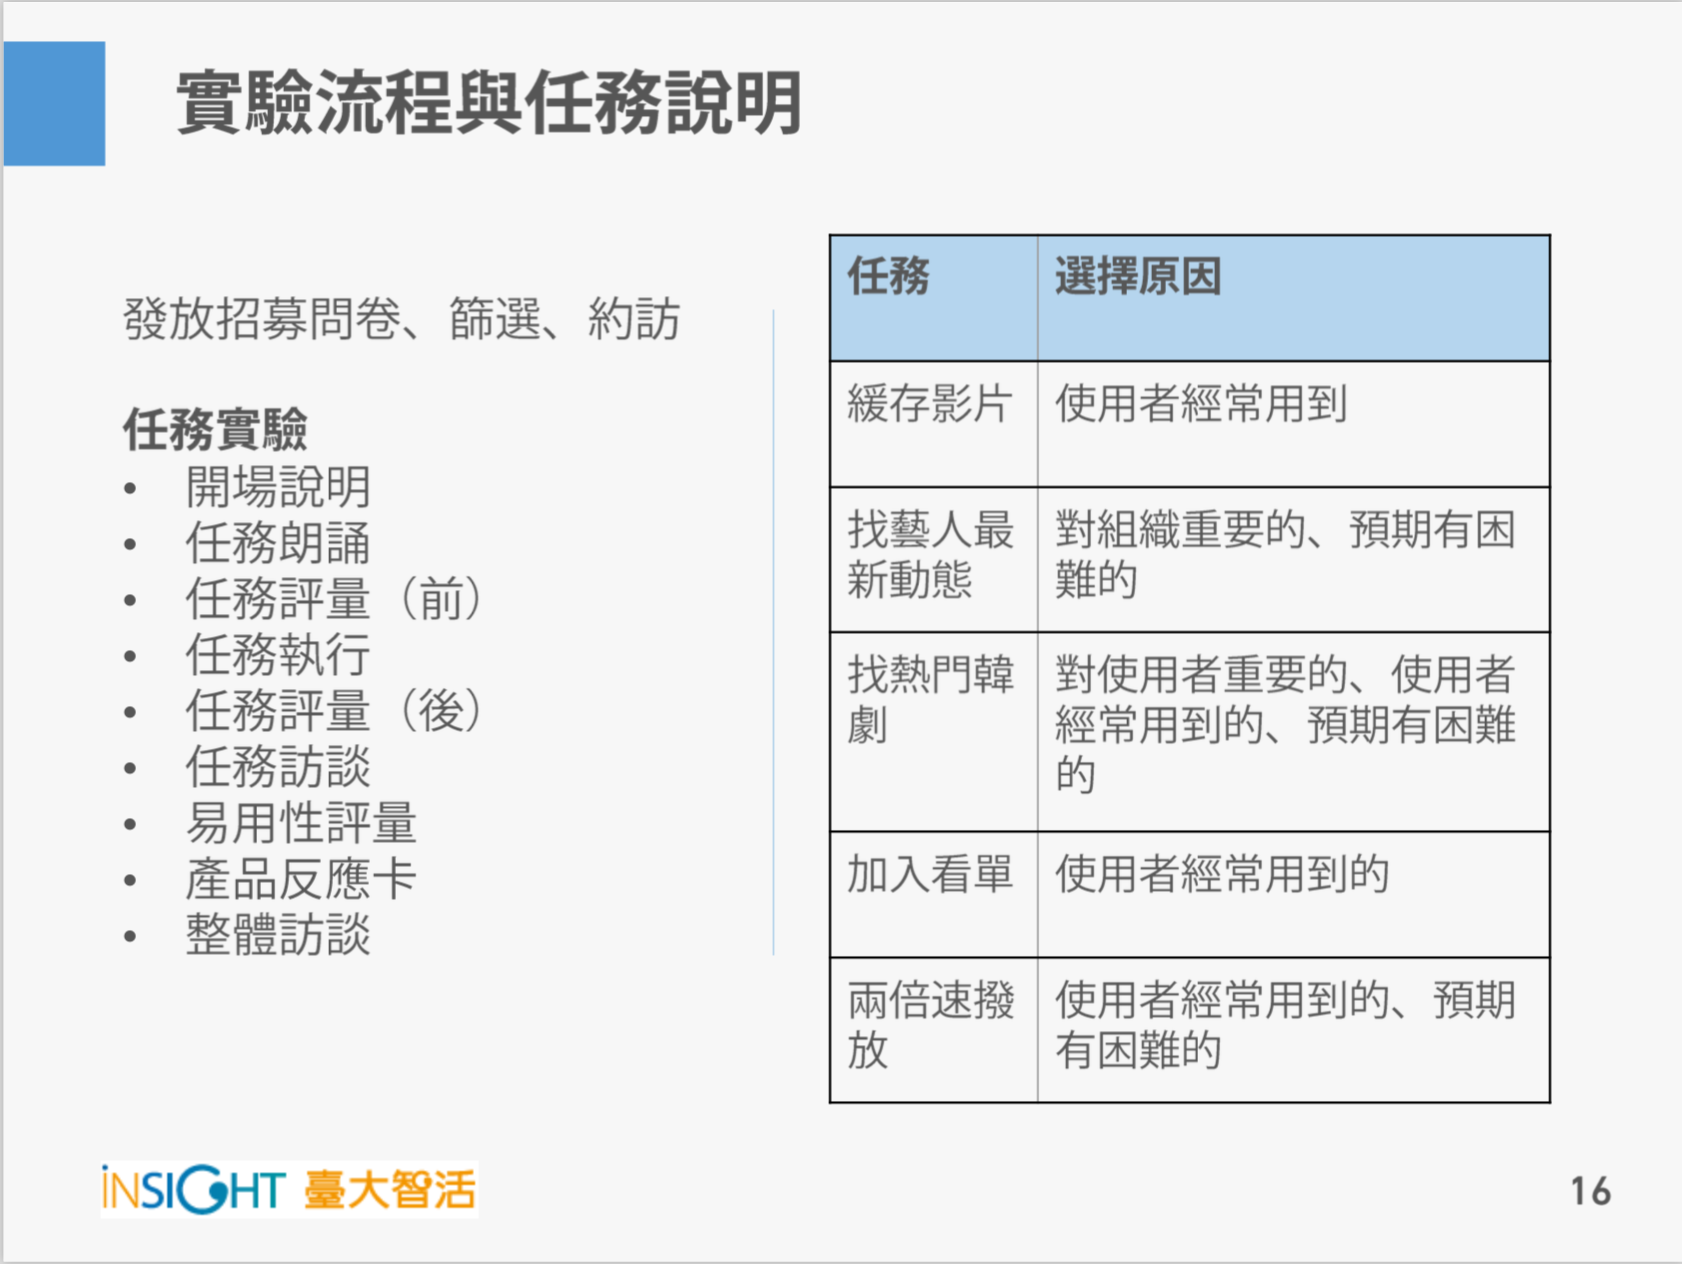 實驗流程與任務說明
發放招募問卷、篩選、約訪
任務實驗
• 開場說明
• 任務朗誦
• 任務評量（前）
• 任務執行
• 任務評量（後）
• 任務訪談
• 易用性評量
• 產品反應卡
• 整體訪談
任務 選擇原因
緩存影片 使用者經常用到
找藝人最
新動態
對組織重要的、預期有困
難的
找熱門韓
劇
對使用者重要的、使用者
經常用到的、預期有困難
的
加入看單 使用者經常用到的
兩倍速撥
放
使用者經常用到的、預期
有困難的
iNSIGHT 臺大智活
16